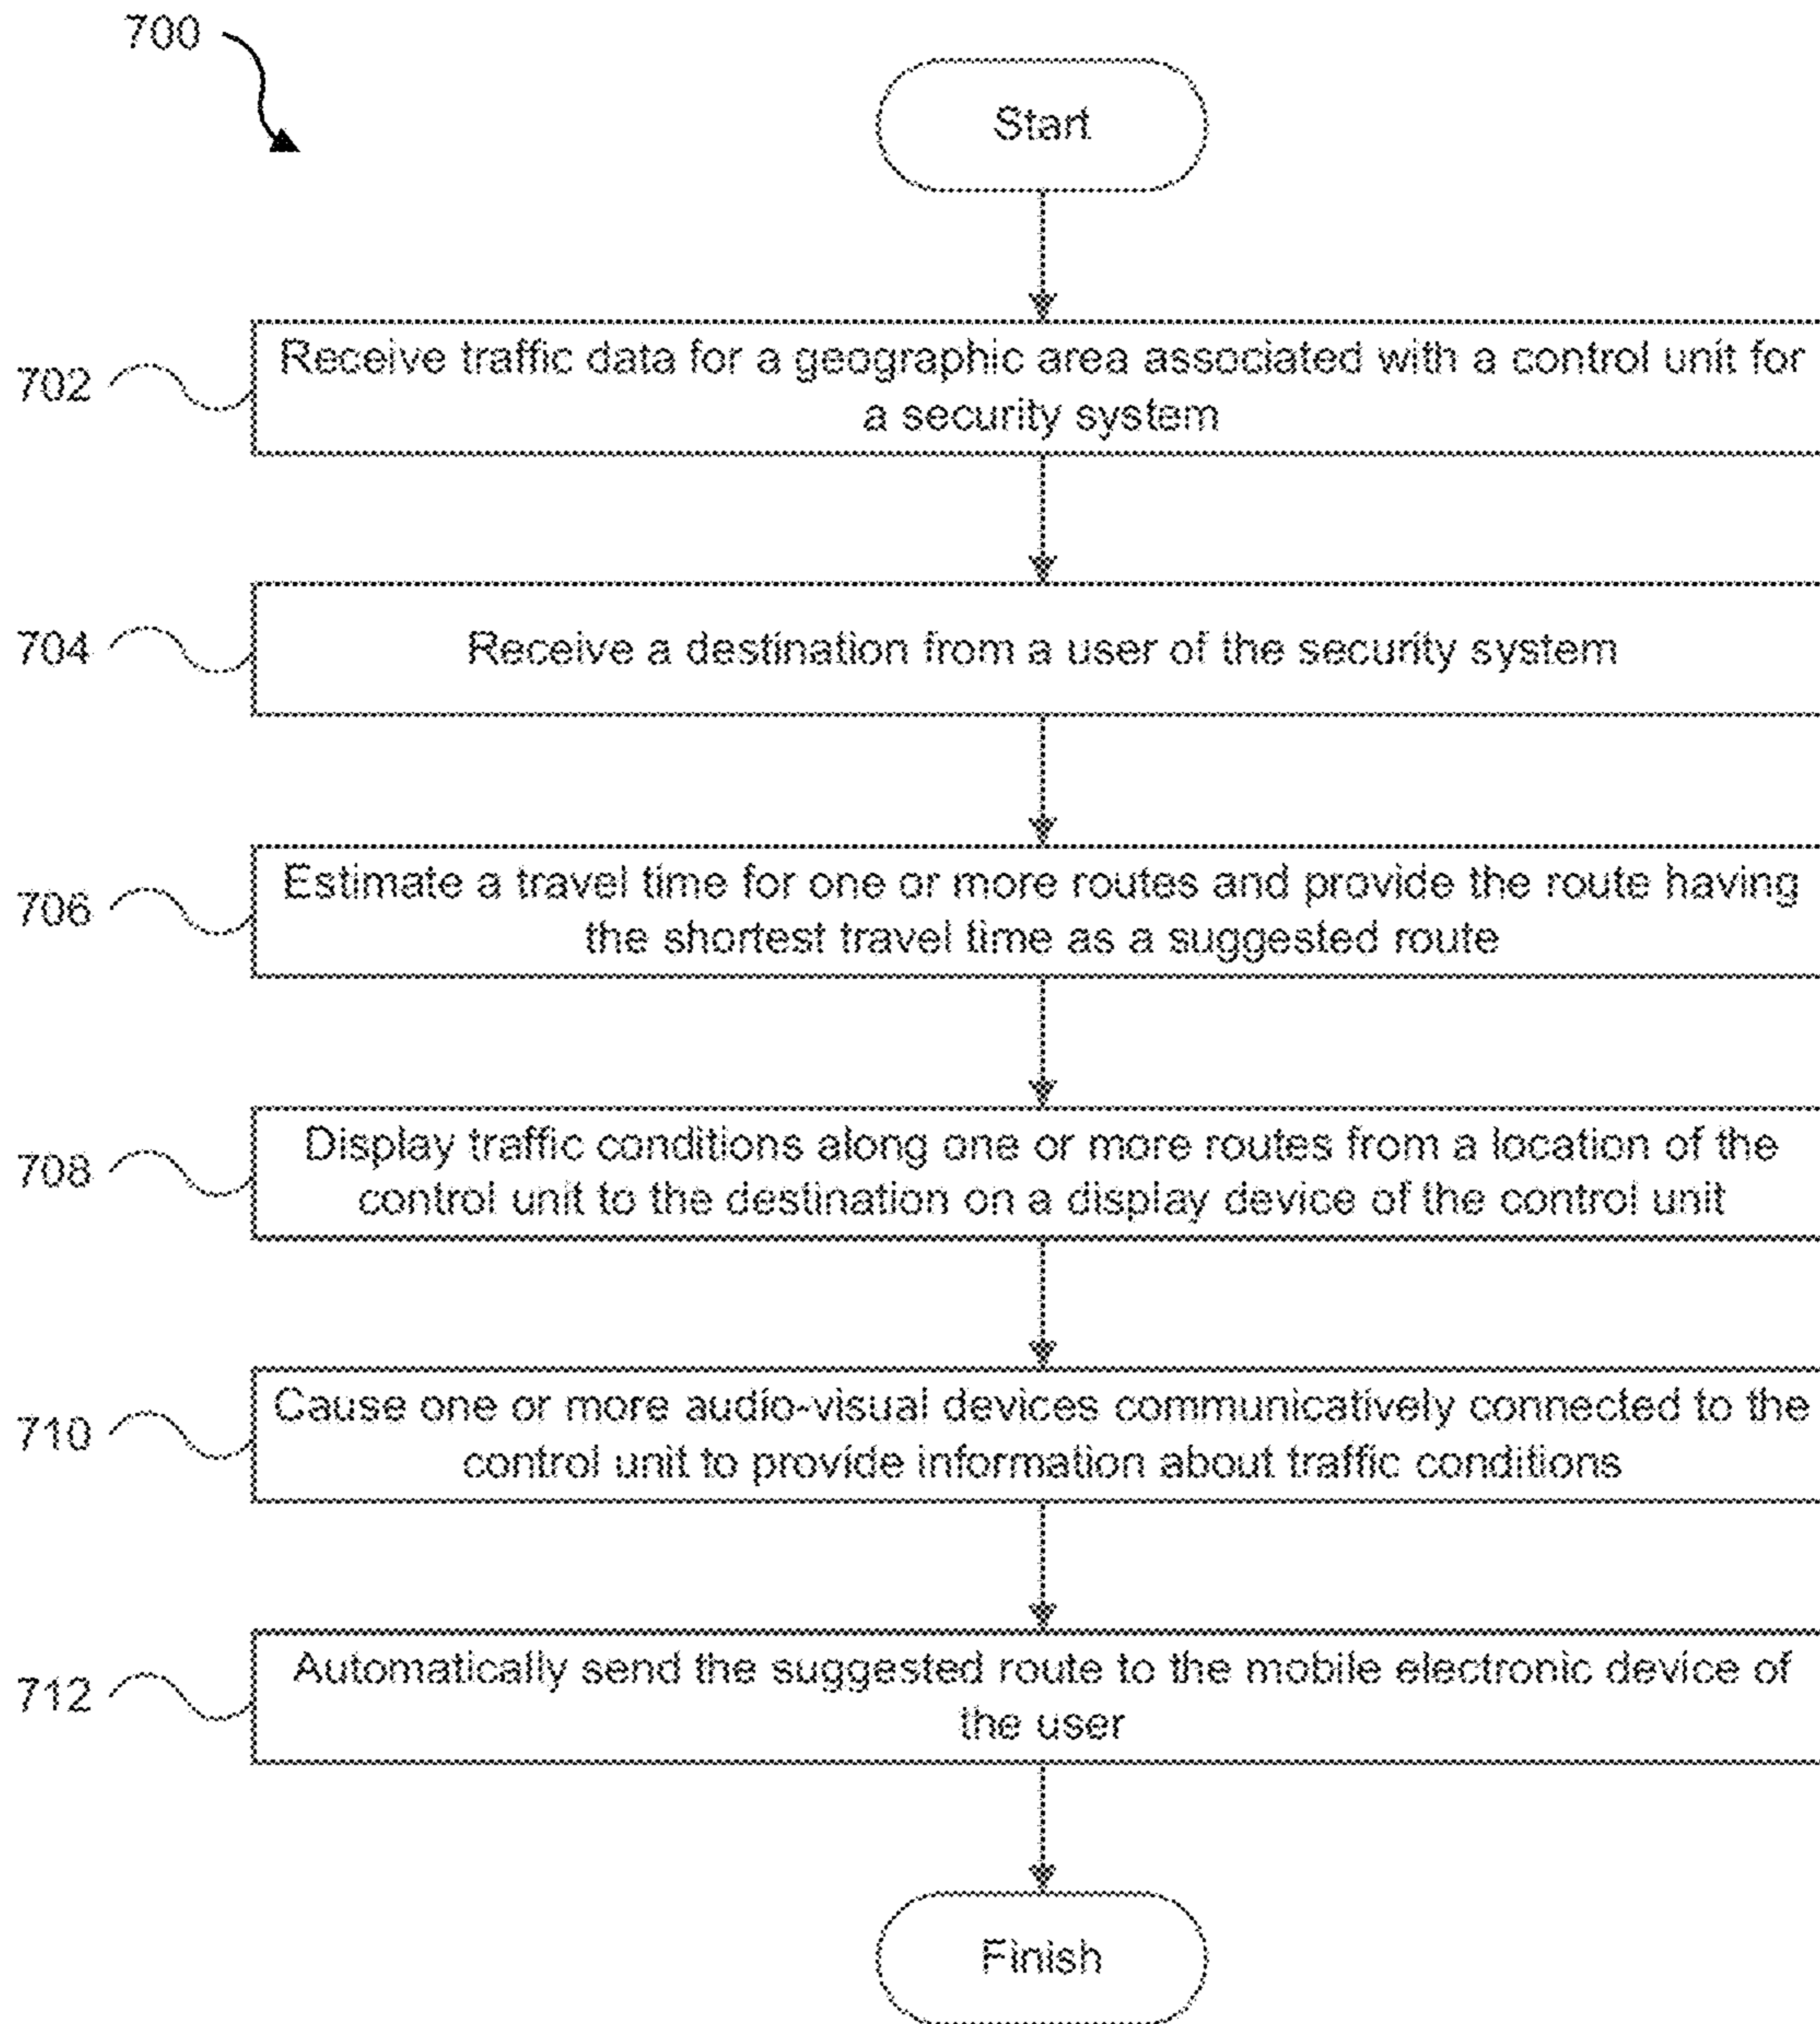 700
Start
702
Receive traffic data for a geographic area associated with a control unit for
a security system
704
Receive a destination from a user of the security system
706
Estimate a travel time for one or more routes and provide the route having
the shortest travel time as a suggested route
708
Display traffic conditions along one or more routes from a location of the
control unit to the destination on a display device of the control unit
710
Cause one or more audio-visual devices communicatively connected to the
control unit to provide information about traffic conditions
712
Automatically send the suggested route to the mobile electronic device of
the user
Finish